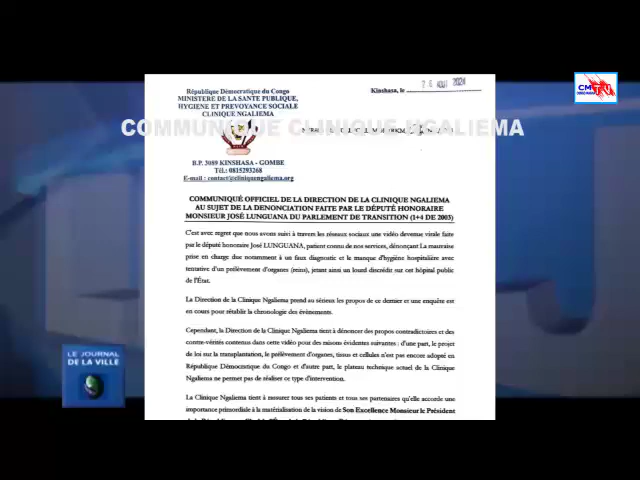 Kinshasa, le 26 AOUT 2024
CM
République Démocratique du Congo
MINISTERE DE LA SANTE PUBLIQUE,
HYGIENE ET PREVOYANCE SOCIALE
CLINIQUE NGALIEMA
COMMUNIQUE CLINIQUE NGALIEMA
B.P. 3089 KINSHASA - GOMBE
Tél.: 0815293268
E-mail : contact@cliniquengaliema.org
COMMUNIQUÉ OFFICIEL DE LA DIRECTION DE LA CLINIQUE NGALIEMA
AU SUJET DE LA DENONCIATION FAITE PAR LE DÉPUTÉ HONORAIRE
MONSIEUR JOSÉ LUNGUANA DU PARLEMENT DE TRANSITION (1+4 DE 2003)
C'est avec regret que nous avons suivi à travers les réseaux sociaux une vidéo devenue virale faite
par le député honoraire José LUNGUANA, patient connu de nos services, dénonçant La mauvaise
prise en charge due notamment à un faux diagnostic et le manque d'hygiène hospitalière avec
tentative d'un prélèvement d'organes (reins), jetant ainsi un lourd discrédit sur cet hôpital public
de l'État.
La Direction de la Clinique Ngaliema prend au sérieux les propos de ce dernier et une enquête est
en cours pour rétablir la chronologie des événements.
Cependant, la Direction de la Clinique Ngaliema tient à dénoncer des propos contradictoires et des
contre-vérités contenus dans cette vidéo pour des raisons évidentes suivantes : d'une part, le projet
de loi sur la transplantation, le prélèvement d'organes, tissus et cellules n'est pas encore adopté en
République Démocratique du Congo et d'autre part, le plateau technique actuel de la Clinique
Ngaliema ne permet pas de réaliser ce type d'intervention.
La Clinique Ngaliema tient à rassurer tous ses patients et tous ses partenaires qu'elle accorde une
importance primordiale à la matérialisation de la vision de Son Excellence Monsieur le Président
LE JOURNAL
DE LA VILLE